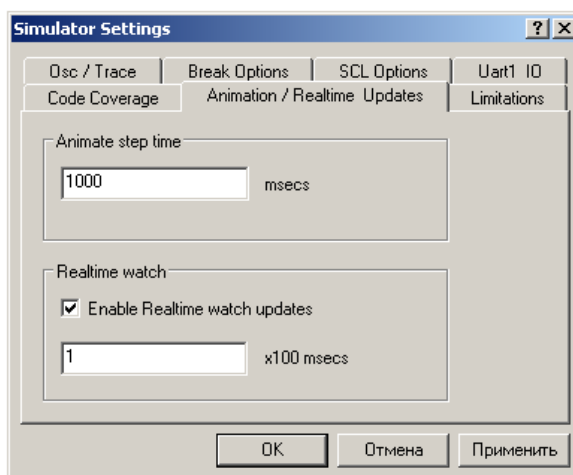 Simulator Settings
Osc / Trace Break Options SCL Options Uart1 IO
Code Coverage Animation / Realtime Updates Limitations
Animate step time
1000 msecs
Realtime watch
Enable Realtime watch updates
1 x100 msecs
OK Отмена Применить